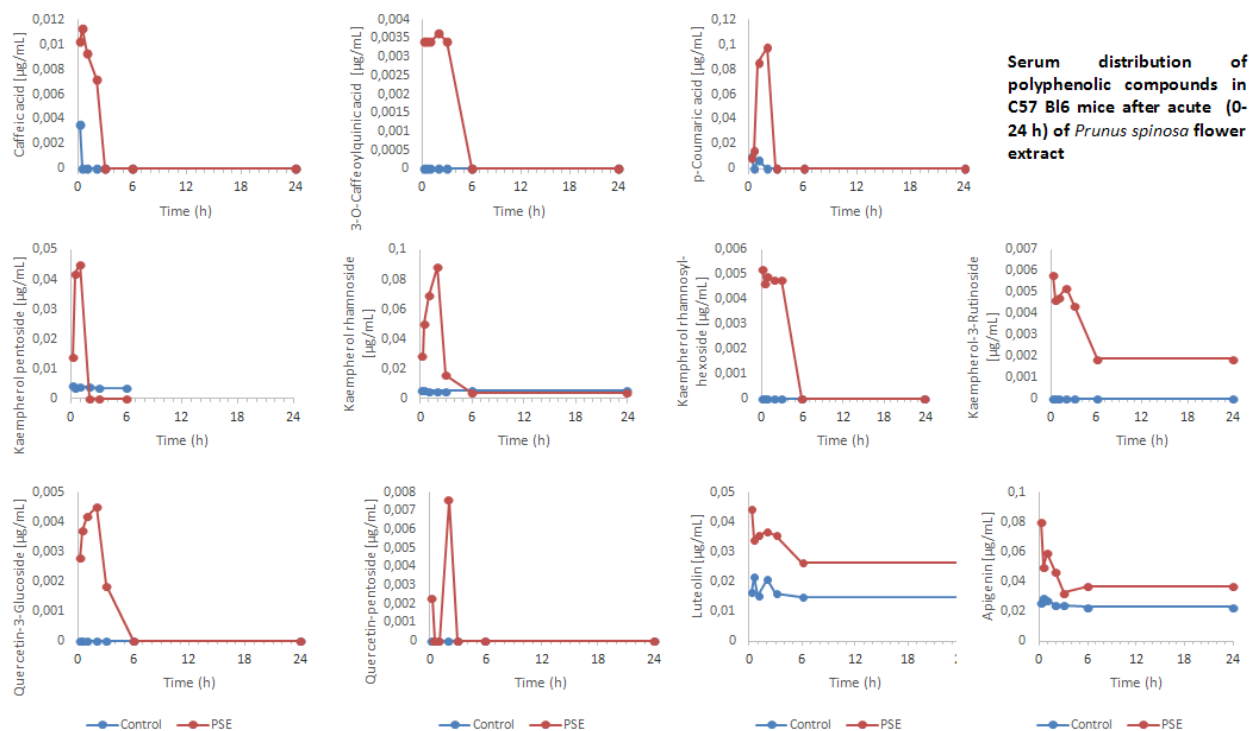 Caffeic acid [µg/mL]
0,012
0,01
0,008
0,006
0,004
0,002
0
0 6 12 18 24
Time (h)
3-O-Caffeoylquinic acid [µg/mL]
0,004
0,0035
0,003
0,0025
0,002
0,0015
0,001
0,0005
0
0 6 12 18 24
Time (h)
p-Coumaric acid [µg/mL]
0,12
0,1
0,08
0,06
0,04
0,02
0
0 6 12 18 24
Time (h)
Serum distribution of
polyphenolic compounds in
C57 Bl6 mice after acute (0-
24 h) of Prunus spinosa flower
extract
Kaempherol pentoside [µg/mL]
0,05
0,04
0,03
0,02
0,01
0
0 6 12 18 24
Time (h)
Kaempherol rhamnoside
[µg/mL]
0,1
0,08
0,06
0,04
0,02
0
0 6 12 18 24
Time (h)
Kaempherol rhamnosyl-
hexoside [µg/mL]
0,006
0,005
0,004
0,003
0,002
0,001
0,000
0 6 12 18 24
Time (h)
Kaempherol-3-Rutinoside
[µg/mL]
0,007
0,006
0,005
0,004
0,003
0,002
0,001
0
0 6 12 18 24
Time (h)
Quercetin-3-Glucoside [µg/mL]
0,005
0,004
0,003
0,002
0,001
0
0 6 12 18 24
Time (h)
Quercetin-pentoside [µg/mL]
0,008
0,007
0,006
0,005
0,004
0,003
0,002
0,001
0,000
0 6 12 18 24
Time (h)
Luteolin [µg/mL]
0,05
0,04
0,03
0,02
0,01
0
0 6 12 18
Time (h)
Apigenin [µg/mL]
0,1
0,08
0,06
0,04
0,02
0
0 6 12 18 24
Time (h)
Control PSE
Control PSE
Control PSE
Control PSE